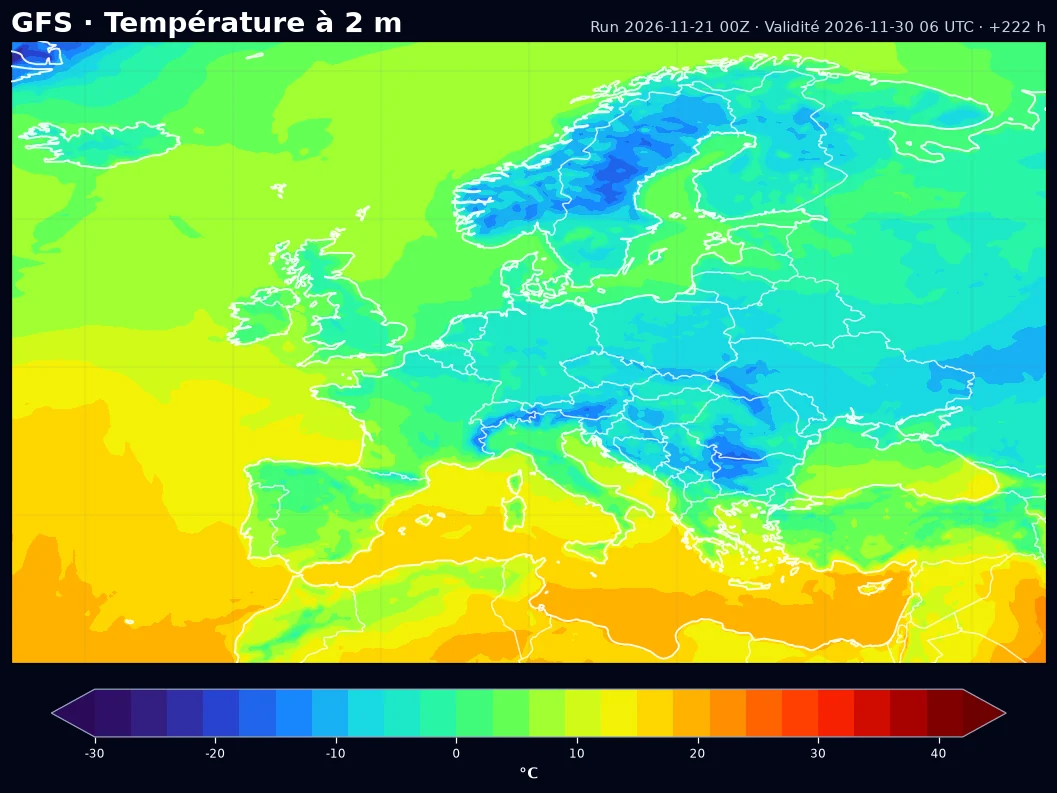 GFS · Température à 2 m
Run 2026-11-21 00Z · Validité 2026-11-30 06 UTC · +222 h
-30 -20 -10 0 10 20 30 40
°C